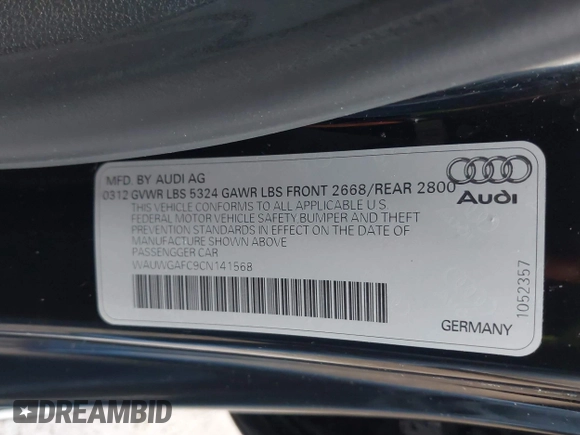 MFD. BY AUDI AG
0312 GVWR LBS 5324 GAWR LBS FRONT 2668/REAR 2800
THIS VEHICLE CONFORMS TO ALL APPLICABLE U.S.
FEDERAL MOTOR VEHICLE SAFETY, BUMPER AND THEFT
PREVENTION STANDARDS IN EFFECT ON THE DATE OF
MANUFACTURE SHOWN ABOVE
PASSENGER CAR
WAUWGAFC9CN141568
Audi
1052357
GERMANY
DREAMBID